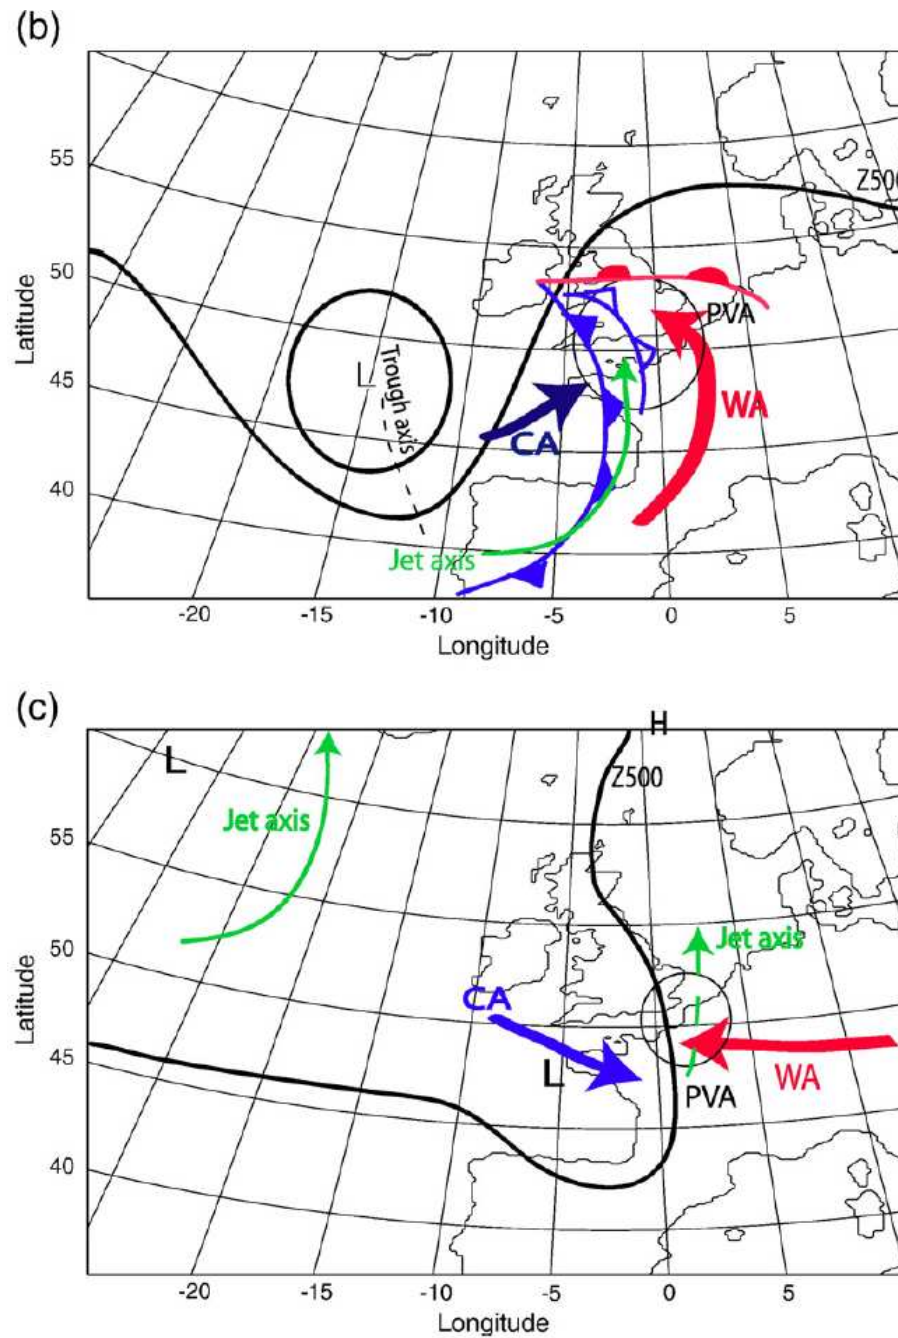 (b)
55
50
45
40
Latitude
Z500
PVA
L
Trough axis
CA
WA
Jet axis
-20 -15 -10 -5 0 5
Longitude
(c)
H
L
Z500
Jet axis
55
50
45
40
Latitude
Jet axis
CA
L
WA
PVA
-20 -15 -10 -5 0 5
Longitude